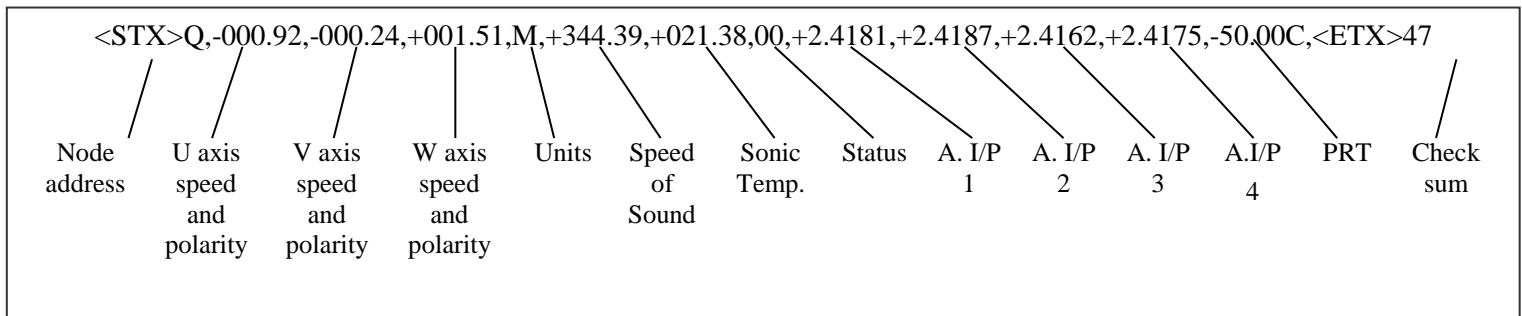 <STX>Q,-000.92,-000.24,+001.51,M,+344.39,+021.38,00,+2.4181,+2.4187,+2.4162,+2.4175,-50.00C,<ETX>47
Node
address
U axis
speed
and
polarity
V axis
speed
and
polarity
W axis
speed
and
polarity
Units
Speed
of
Sound
Sonic
Temp.
Status
A. I/P
1
A. I/P
2
A. I/P
3
A.I/P
4
PRT
Check
sum